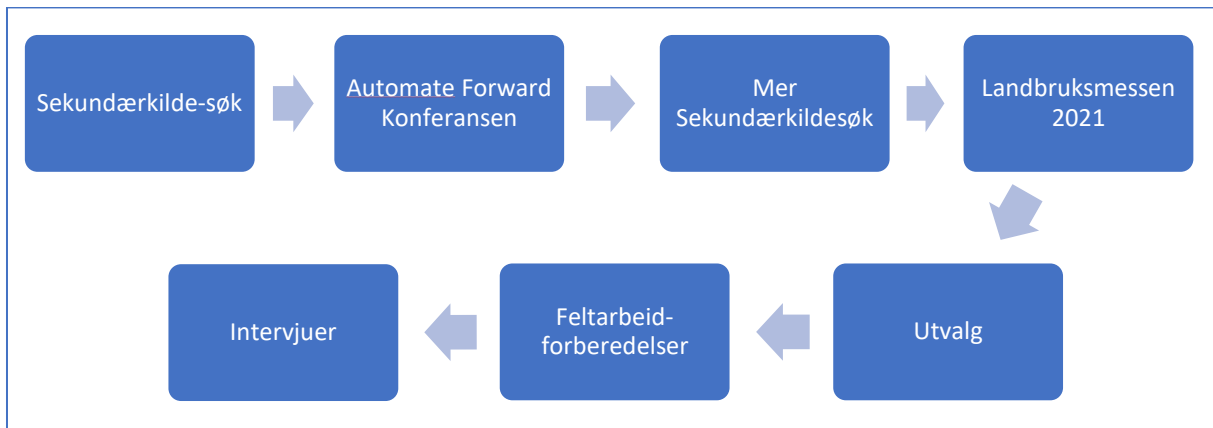 Sekundærkilde-søk
Automate Forward
Konferansen
Mer
Sekundærkildesøk
Landbruksmessen
2021
Utvalg
Feltarbeid-
forberedelser
Intervjuer